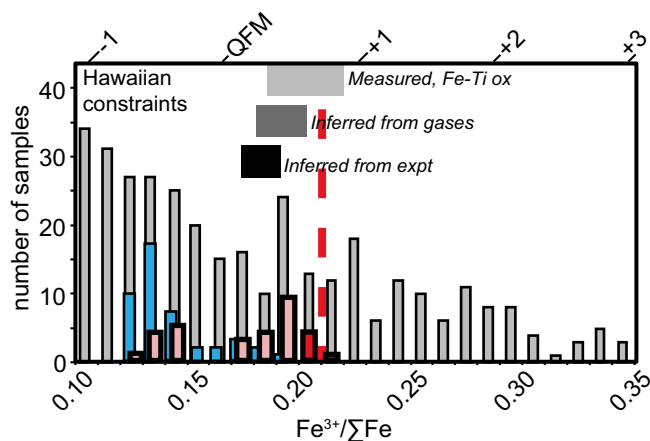 -1
QFM
+1
+2
+3
Hawaiian
constraints
Measured, Fe-Ti ox
Inferred from gases
Inferred from expt
number of samples
40
30
20
10
0
0.10
0.15
0.20
0.25
0.30
0.35
Fe³⁺/∑Fe